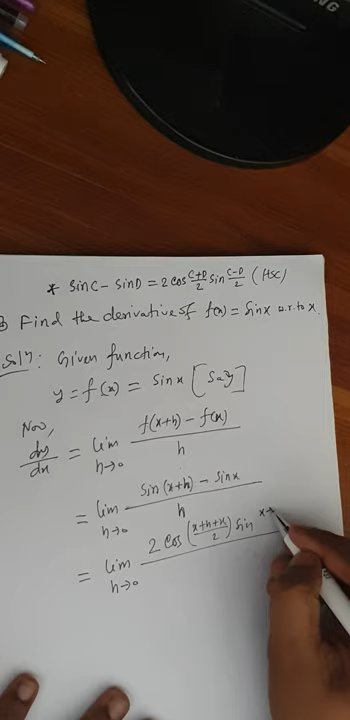 * sinC - sinD = 2 cos (C+D)/2 sin (C-D)/2 (HSC)
Find the derivative of f(x) = sinx w.r.to x.
Soln: Given function,
y = f(x) = sinx [Say]
Now,
dy/dx = lim h→0 (f(x+h) - f(x))/h
= lim h→0 (sin(x+h) - sinx)/h
= lim h→0 2 cos((x+h+x)/2) sin x+